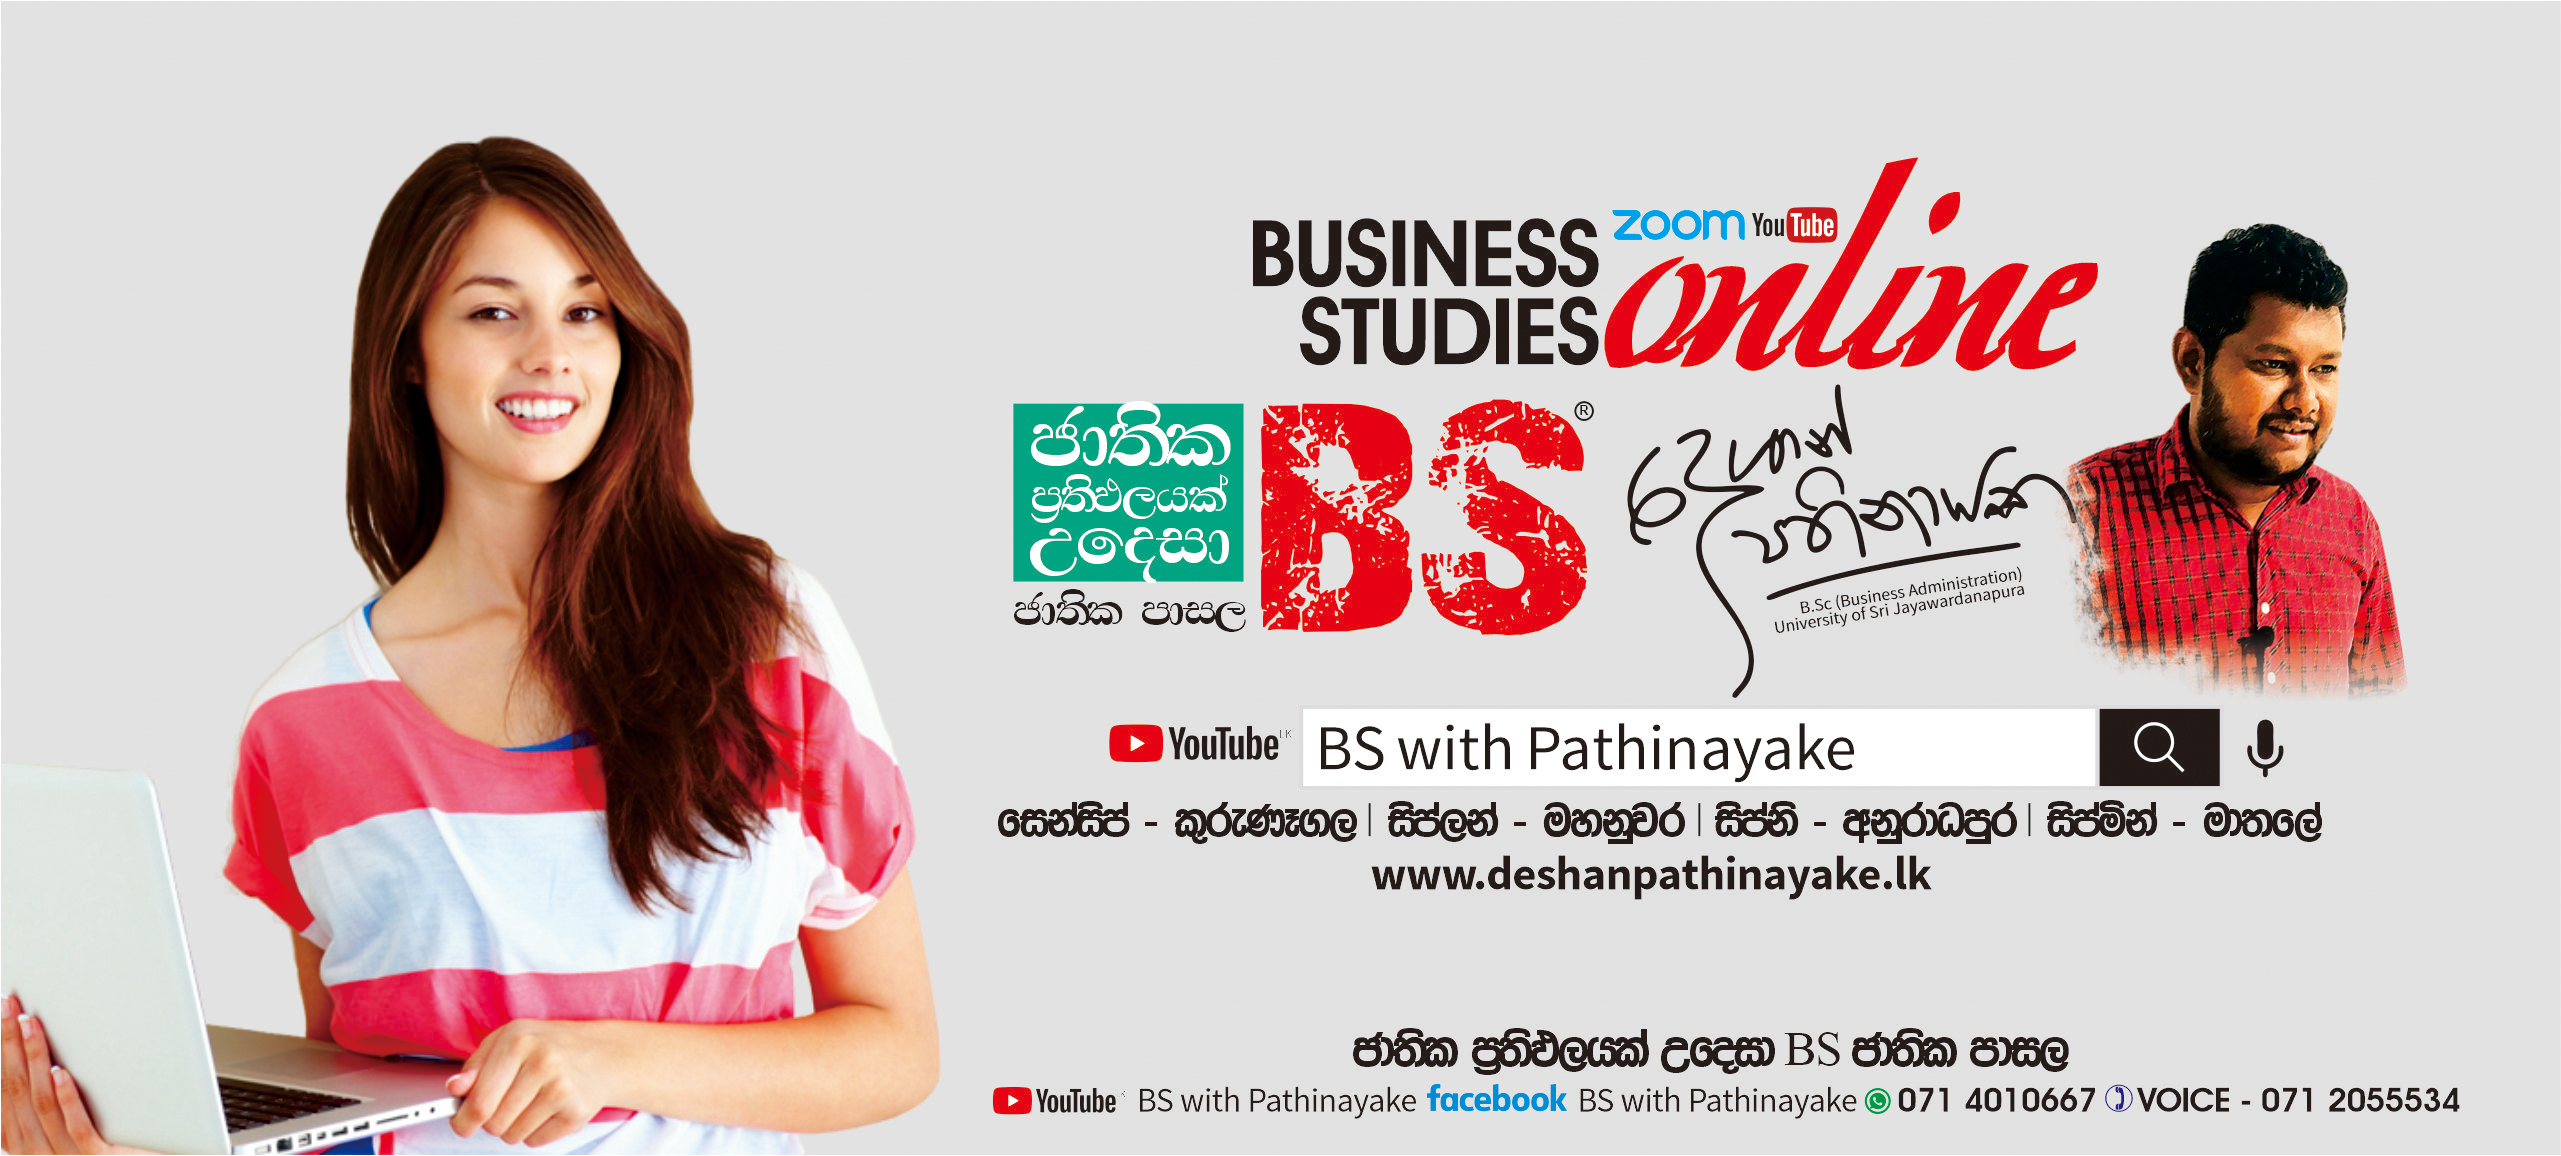 zoom YouTube
BUSINESS
STUDIES online
ජාතික
ප්‍රතිඵලයක්
උදෙසා
ජාතික පාසල
BS®
දේශාන්
පතිනායක
B.Sc (Business Administration)
University of Sri Jayawardanapura
YouTube LK BS with Pathinayake
සෙන්සිප් - කුරුණෑගල | සිප්ලන් - මහනුවර | සිප්නි - අනුරාධපුර | සිප්මින් - මාතලේ
www.deshanpathinayake.lk
ජාතික ප්‍රතිඵලයක් උදෙසා BS ජාතික පාසල
YouTube BS with Pathinayake facebook BS with Pathinayake 071 4010667 VOICE - 071 2055534